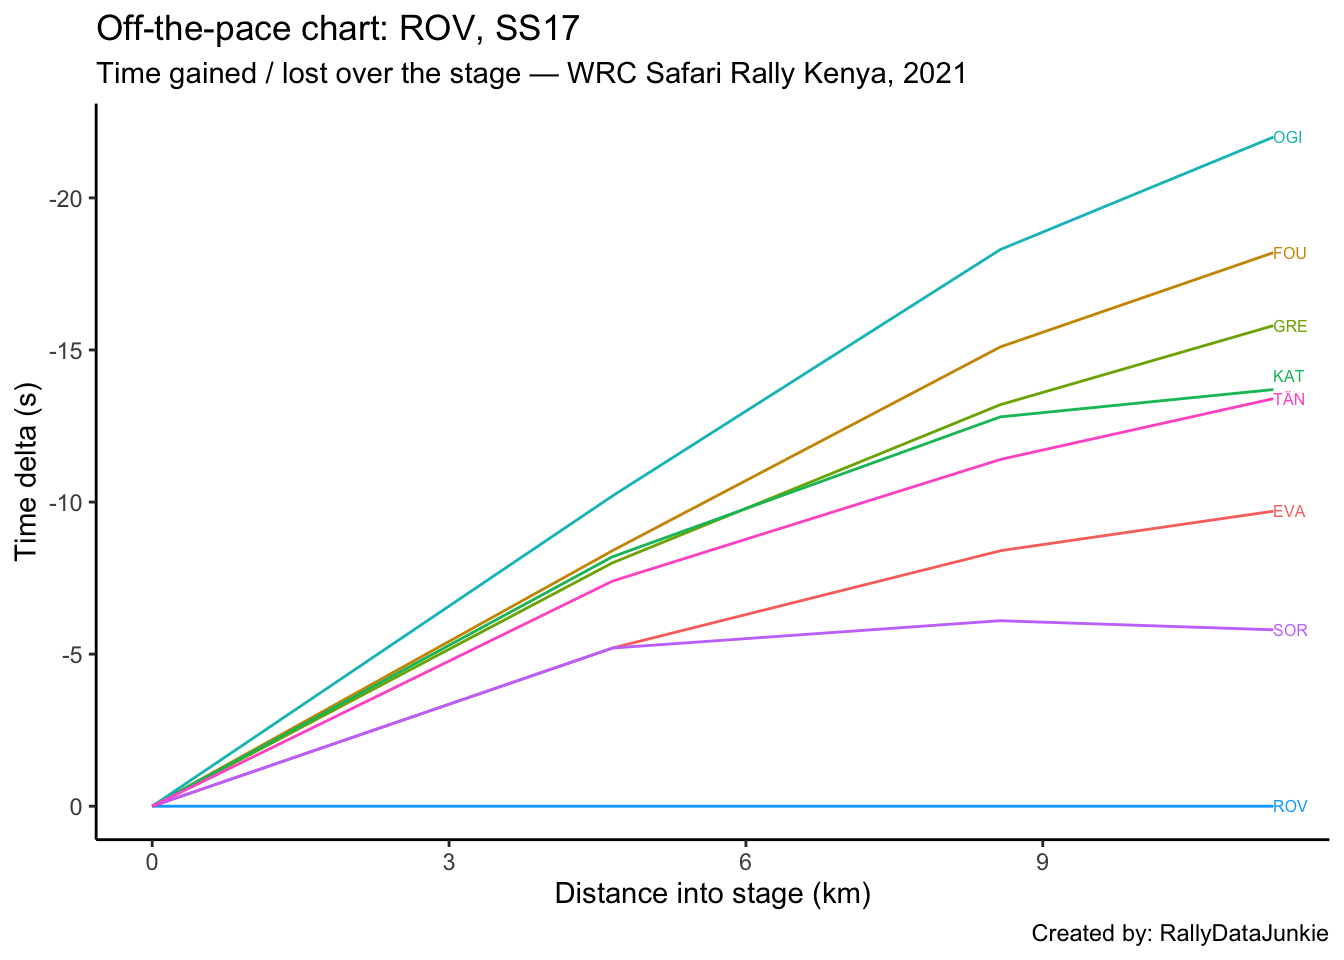 Off-the-pace chart: ROV, SS17
Time gained / lost over the stage — WRC Safari Rally Kenya, 2021
OGI
-20
FOU
GRE
-15
KAT
TÄN
Time delta (s)
-10
EVA
-5
SOR
0
ROV
0 3 6 9
Distance into stage (km)
Created by: RallyDataJunkie